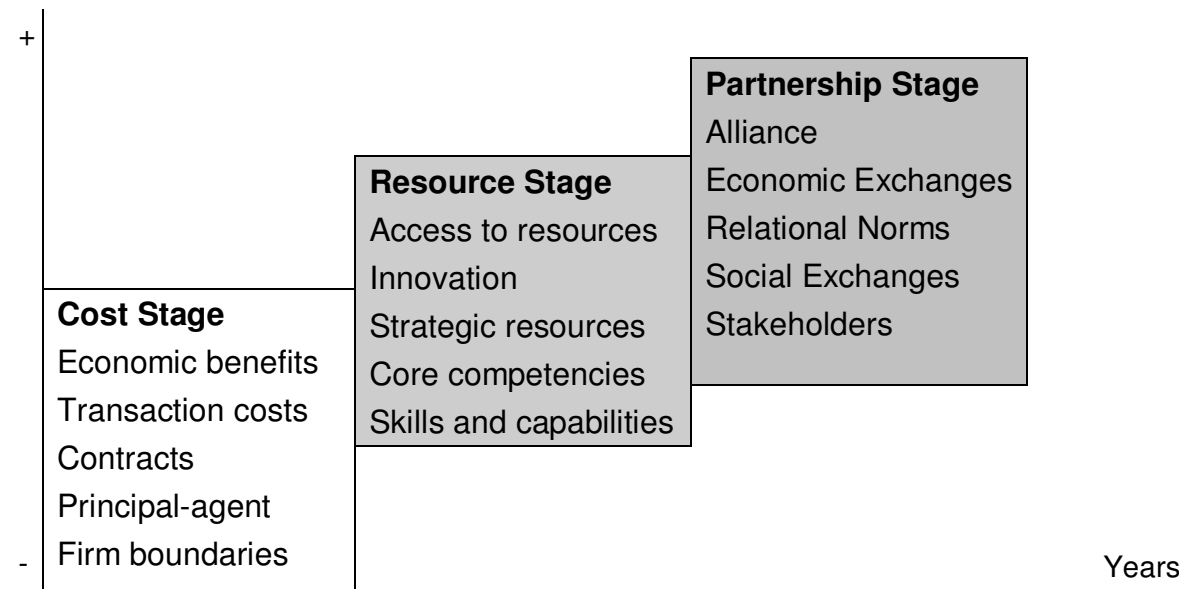 +
Partnership Stage
Alliance
Economic Exchanges
Relational Norms
Social Exchanges
Stakeholders
Resource Stage
Access to resources
Innovation
Strategic resources
Core competencies
Skills and capabilities
Cost Stage
Economic benefits
Transaction costs
Contracts
Principal-agent
Firm boundaries
-
Years